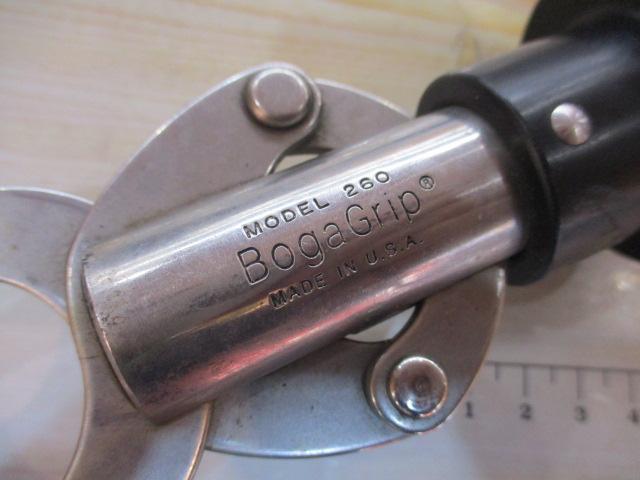 MODEL 260
BogaGrip®
MADE IN U.S.A.
1 2 3 4